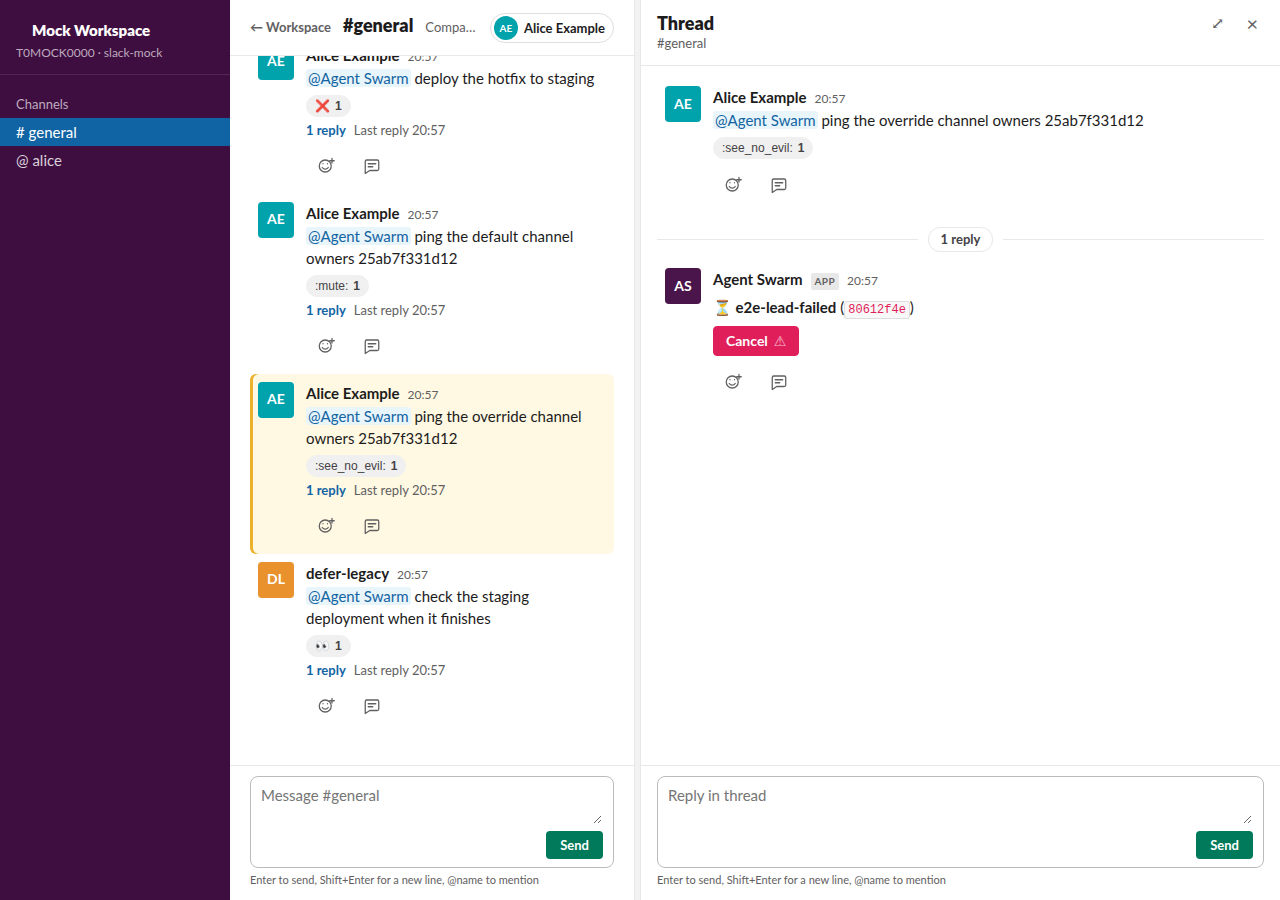 Mock Workspace
T0MOCK0000 · slack-mock
Channels
# general
@ alice
← Workspace #general Compa... AE Alice Example
AE Alice Example 20:57
@Agent Swarm deploy the hotfix to staging
❌ 1
1 reply Last reply 20:57
AE Alice Example 20:57
@Agent Swarm ping the default channel
owners 25ab7f331d12
:mute: 1
1 reply Last reply 20:57
AE Alice Example 20:57
@Agent Swarm ping the override channel
owners 25ab7f331d12
:see_no_evil: 1
1 reply Last reply 20:57
DL defer-legacy 20:57
@Agent Swarm check the staging
deployment when it finishes
👀 1
1 reply Last reply 20:57
Message #general
Send
Enter to send, Shift+Enter for a new line, @name to mention
Thread
#general
AE Alice Example 20:57
@Agent Swarm ping the override channel owners 25ab7f331d12
:see_no_evil: 1
1 reply
AS Agent Swarm APP 20:57
⏳ e2e-lead-failed (80612f4e)
Cancel ⚠
Reply in thread
Send
Enter to send, Shift+Enter for a new line, @name to mention